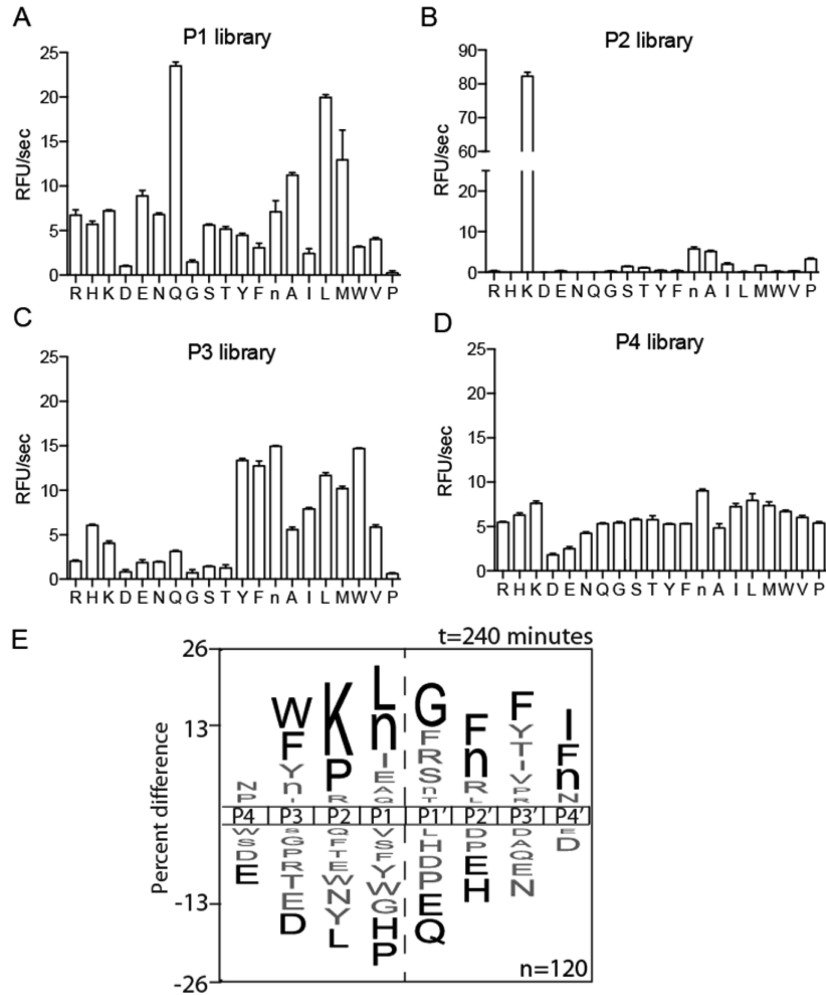 A
P1 library
25
20
15
10
5
0
RFU/sec
R H K D E N Q G S T Y F n A I L M W V P
B
P2 library
90
80
70
60
20
10
0
RFU/sec
R H K D E N Q G S T Y F n A I L M W V P
C
P3 library
25
20
15
10
5
0
RFU/sec
R H K D E N Q G S T Y F n A I L M W V P
D
P4 library
25
20
15
10
5
0
RFU/sec
R H K D E N Q G S T Y F n A I L M W V P
E
t=240 minutes
26
13
-13
-26
Percent difference
N
P
W
F
Y
n
I
K
P
R
L
n
I
E
A
Q
G
F
R
S
n
T
F
n
R
L
F
Y
T
I
V
P
R
I
F
n
N
P4 P3 P2 P1 P1′ P2′ P3′ P4′
W
S
D
E
S
G
P
R
T
E
D
Q
F
T
E
W
N
Y
L
V
S
F
Y
W
G
H
P
L
H
D
P
E
Q
D
P
E
H
D
A
Q
E
N
E
D
n=120